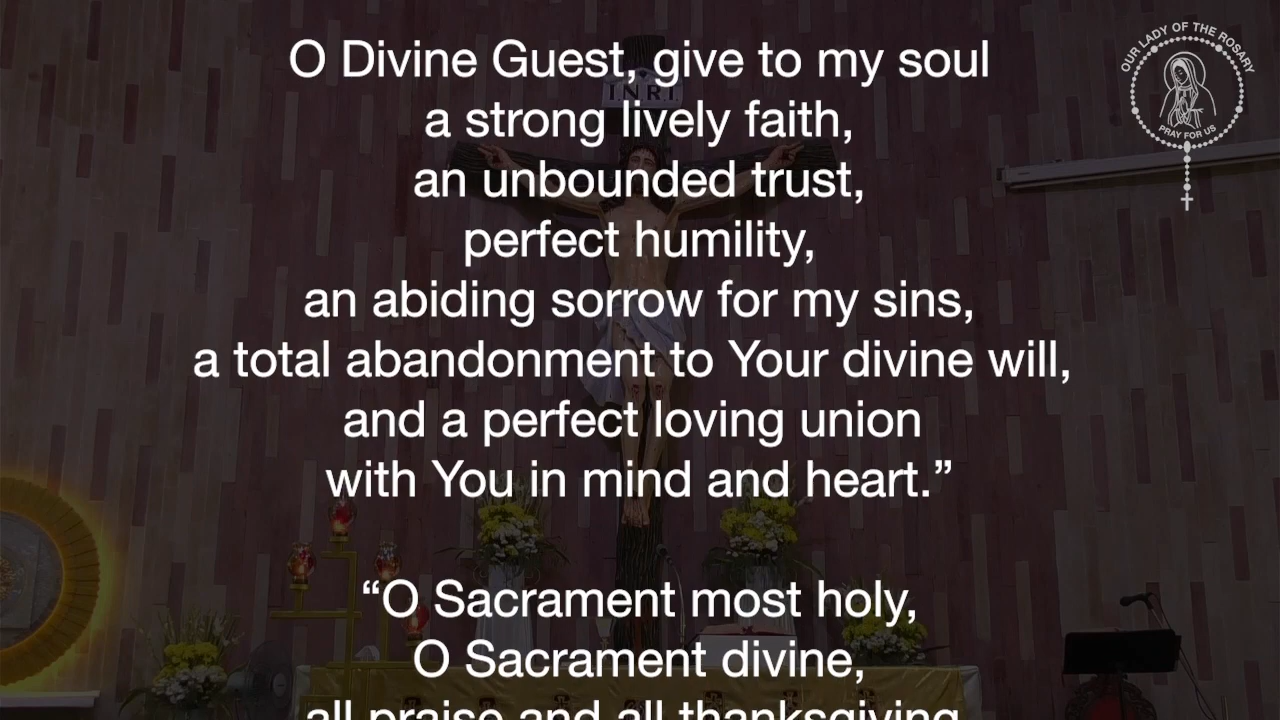 O Divine Guest, give to my soul
a strong lively faith,
an unbounded trust,
perfect humility,
an abiding sorrow for my sins,
a total abandonment to Your divine will,
and a perfect loving union
with You in mind and heart.”
“O Sacrament most holy,
O Sacrament divine,
all praise and all thanksgiving
INRI
OUR LADY OF THE ROSARY
PRAY FOR US